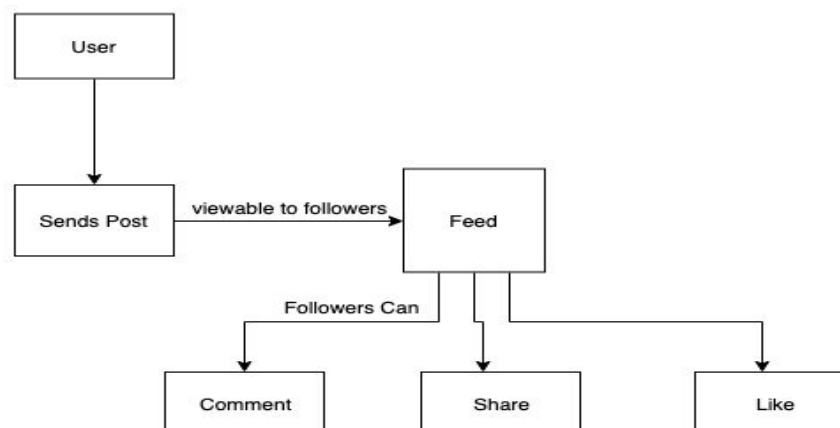 User
Sends Post
viewable to followers
Feed
Followers Can
Comment
Share
Like